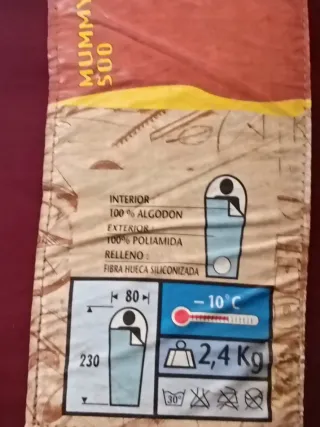 MUMMY
500
INTERIOR
100 % ALGODON
EXTERIOR :
100% POLIAMIDA
RELLENO :
FIBRA HUECA SILICONIZADA
80
230
– 10°C
2,4 Kg
30°